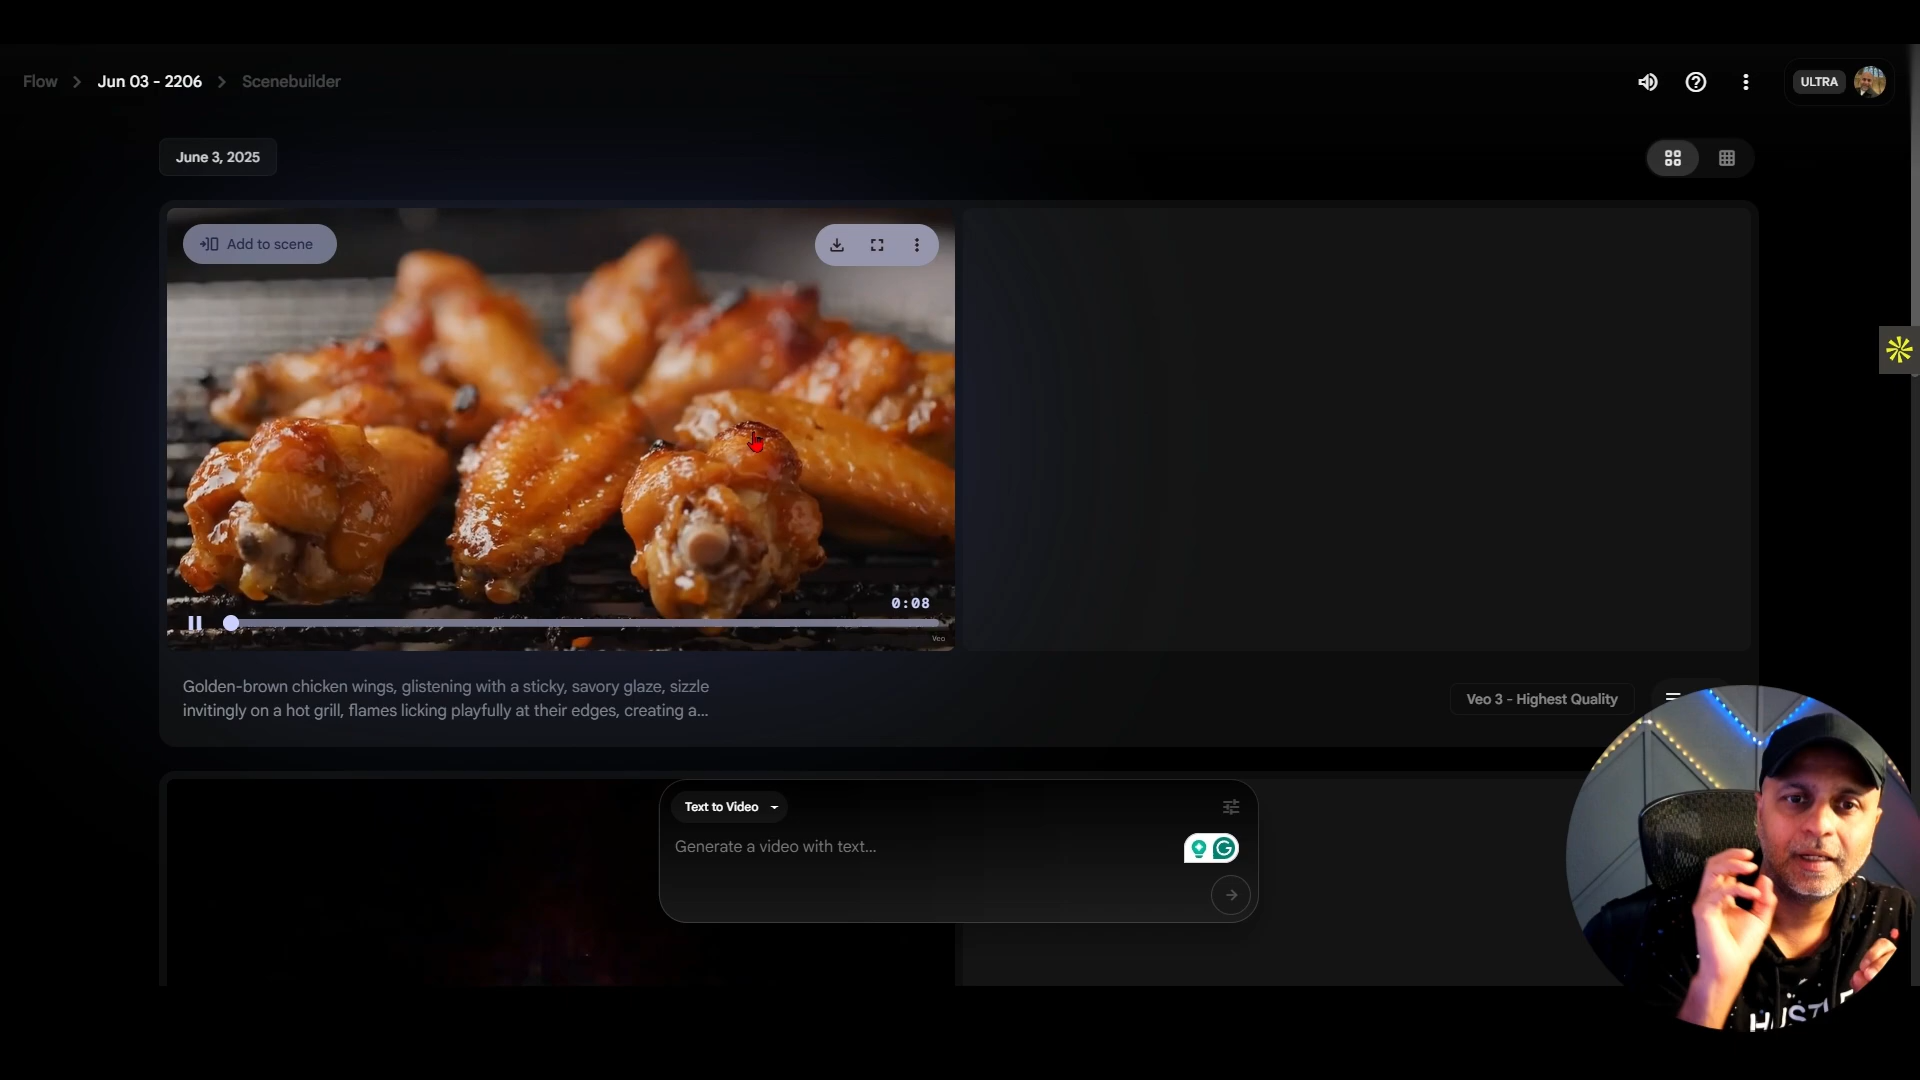 Flow > Jun 03 - 2206 > Scenebuilder
ULTRA
June 3, 2025
Add to scene
0:08
Veo
Golden-brown chicken wings, glistening with a sticky, savory glaze, sizzle
invitingly on a hot grill, flames licking playfully at their edges, creating a...
Veo 3 - Highest Quality
Text to Video
Generate a video with text...